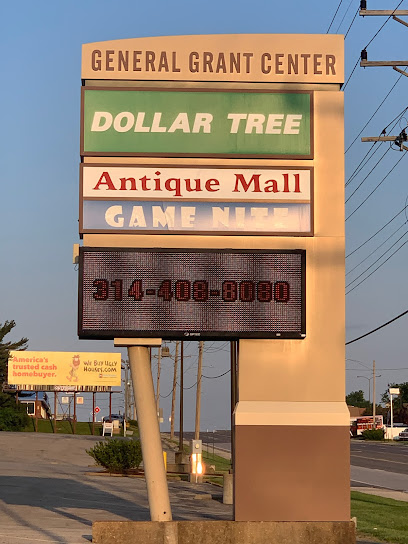 GENERAL GRANT CENTER
DOLLAR TREE
Antique Mall
GAME NITE
314-408-8080
America's
trusted cash
homebuyer.
WE BUY UGLY
HOUSES.COM